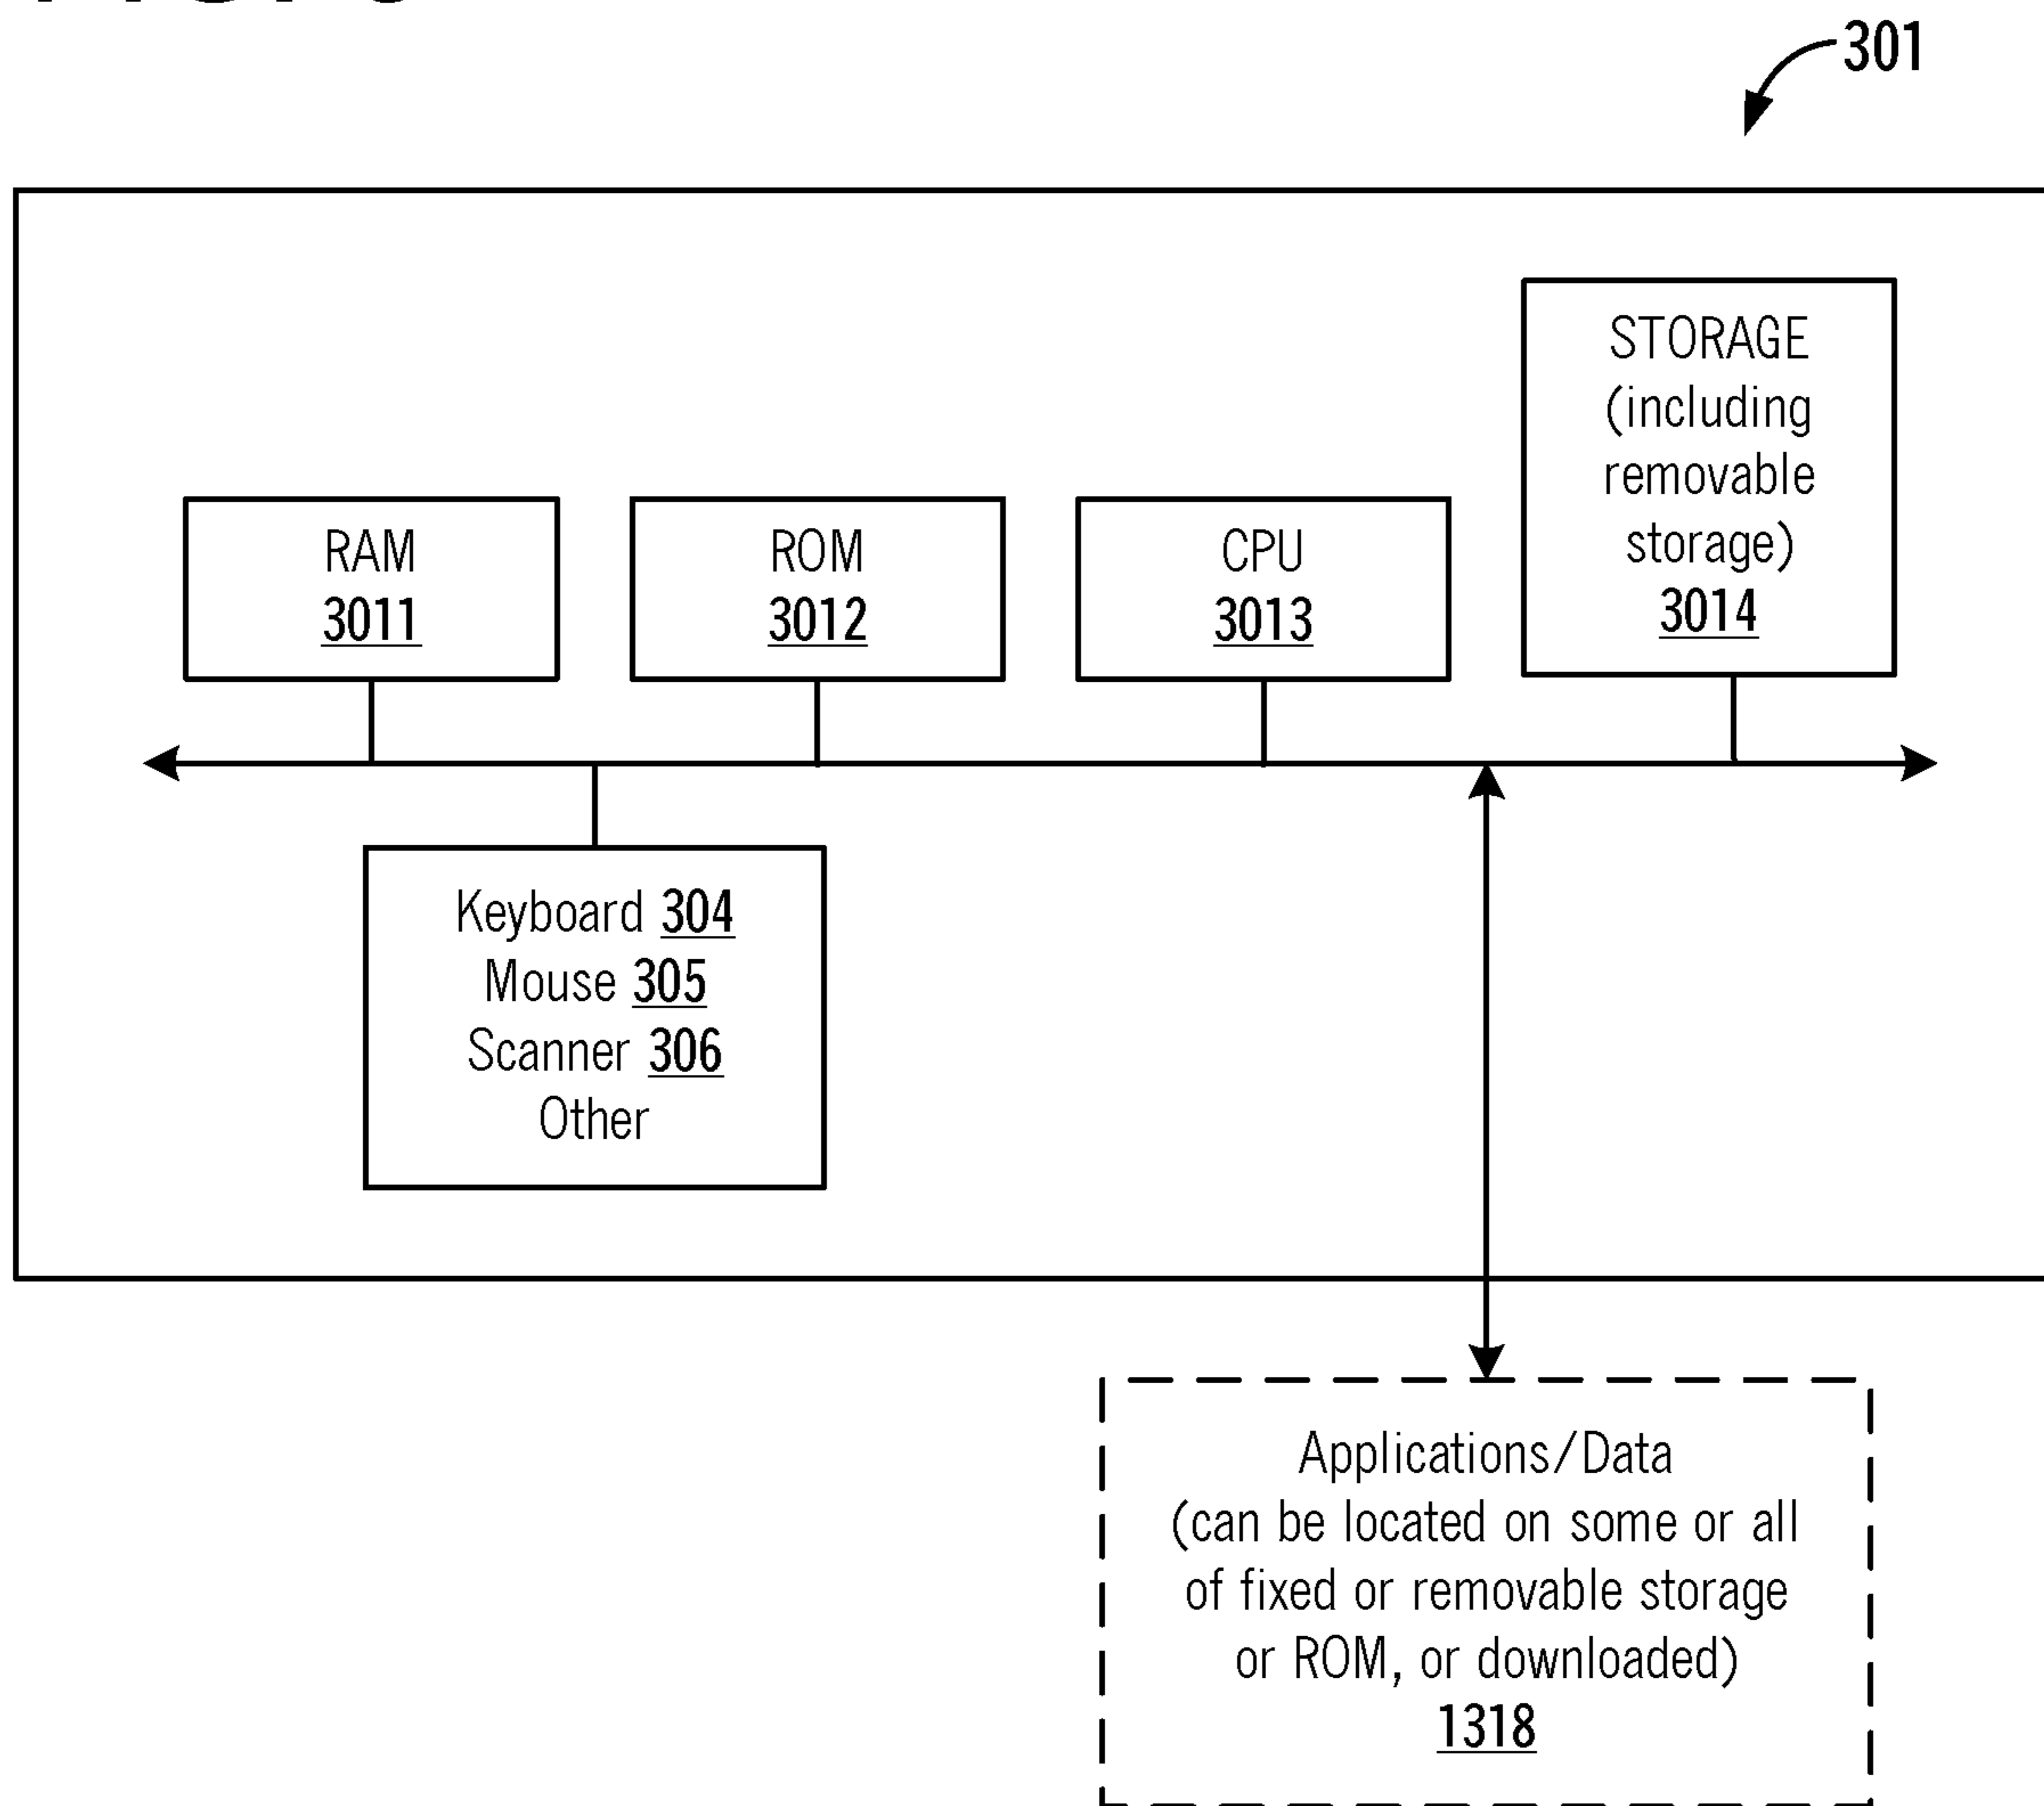 301
STORAGE
(including
removable
storage)
3014
RAM
3011
ROM
3012
CPU
3013
Keyboard 304
Mouse 305
Scanner 306
Other
Applications/Data
(can be located on some or all
of fixed or removable storage
or ROM, or downloaded)
1318